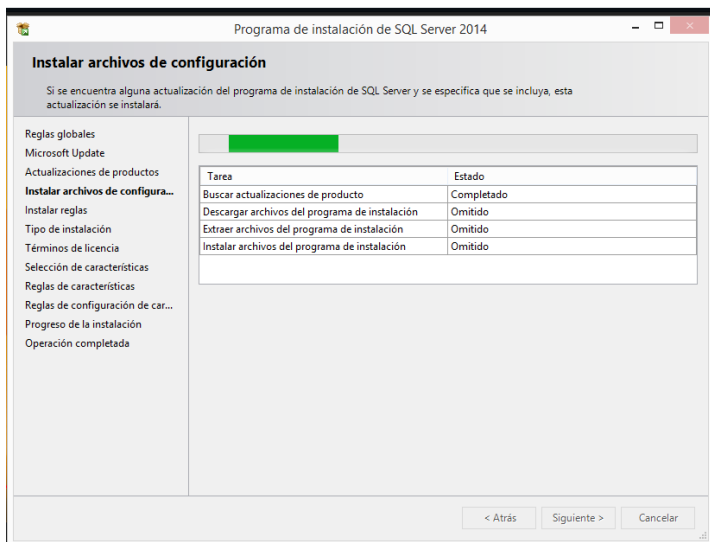 Programa de instalación de SQL Server 2014
Instalar archivos de configuración
Si se encuentra alguna actualización del programa de instalación de SQL Server y se especifica que se incluya, esta
actualización se instalará.
Reglas globales
Microsoft Update
Actualizaciones de productos
Instalar archivos de configura...
Instalar reglas
Tipo de instalación
Términos de licencia
Selección de características
Reglas de características
Reglas de configuración de car...
Progreso de la instalación
Operación completada
Tarea Estado
Buscar actualizaciones de producto Completado
Descargar archivos del programa de instalación Omitido
Extraer archivos del programa de instalación Omitido
Instalar archivos del programa de instalación Omitido
< Atrás Siguiente > Cancelar